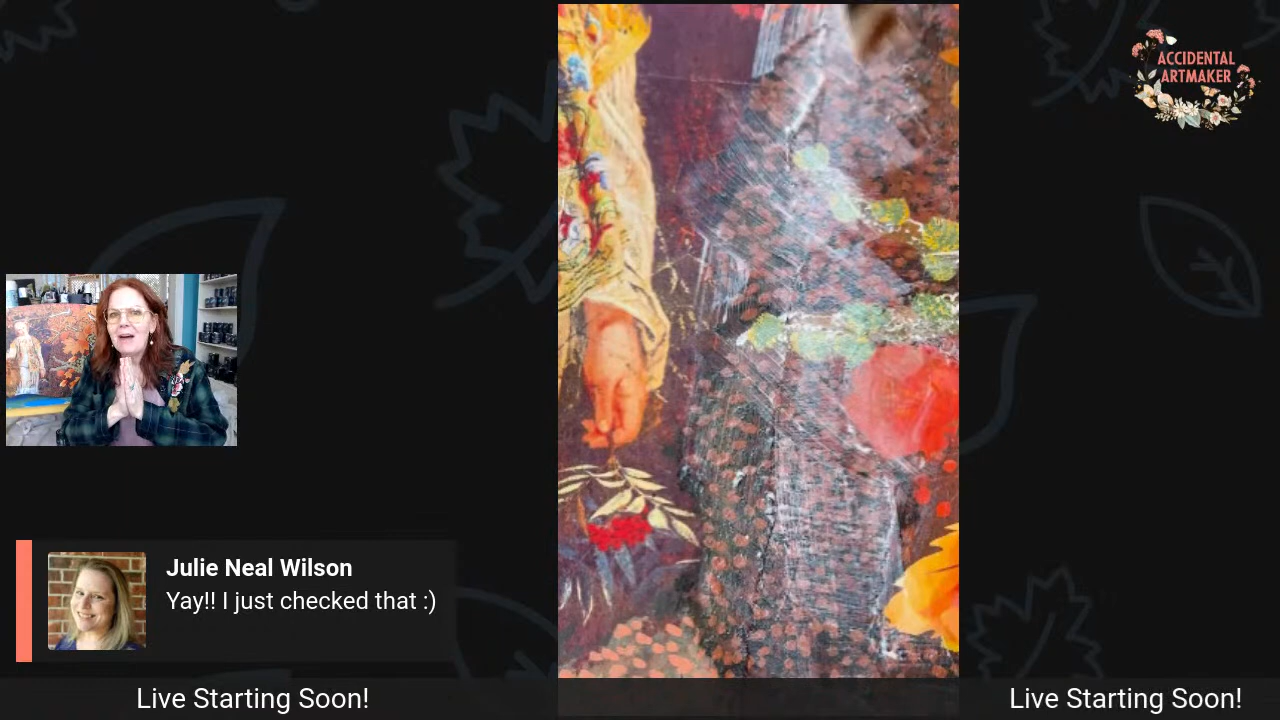 ACCIDENTAL
ARTMAKER
Julie Neal Wilson
Yay!! I just checked that :)
Live Starting Soon!
Live Starting Soon!